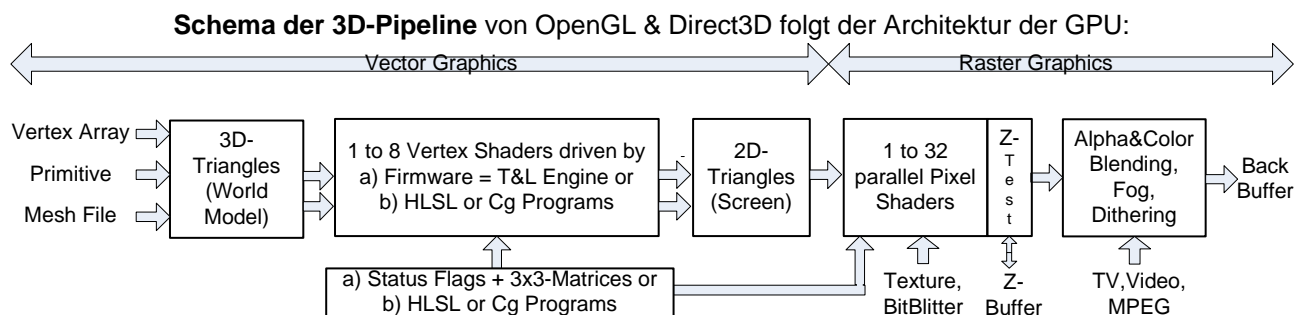 Schema der 3D-Pipeline von OpenGL & Direct3D folgt der Architektur der GPU:
Vector Graphics
Raster Graphics
Vertex Array
Primitive
Mesh File
3D-
Triangles
(World
Model)
1 to 8 Vertex Shaders driven by
a) Firmware = T&L Engine or
b) HLSL or Cg Programs
2D-
Triangles
(Screen)
1 to 32
parallel Pixel
Shaders
Z-
T
e
s
t
Alpha&Color
Blending,
Fog,
Dithering
Back
Buffer
a) Status Flags + 3x3-Matrices or
b) HLSL or Cg Programs
Texture,
BitBlitter
Z-
Buffer
TV,Video,
MPEG